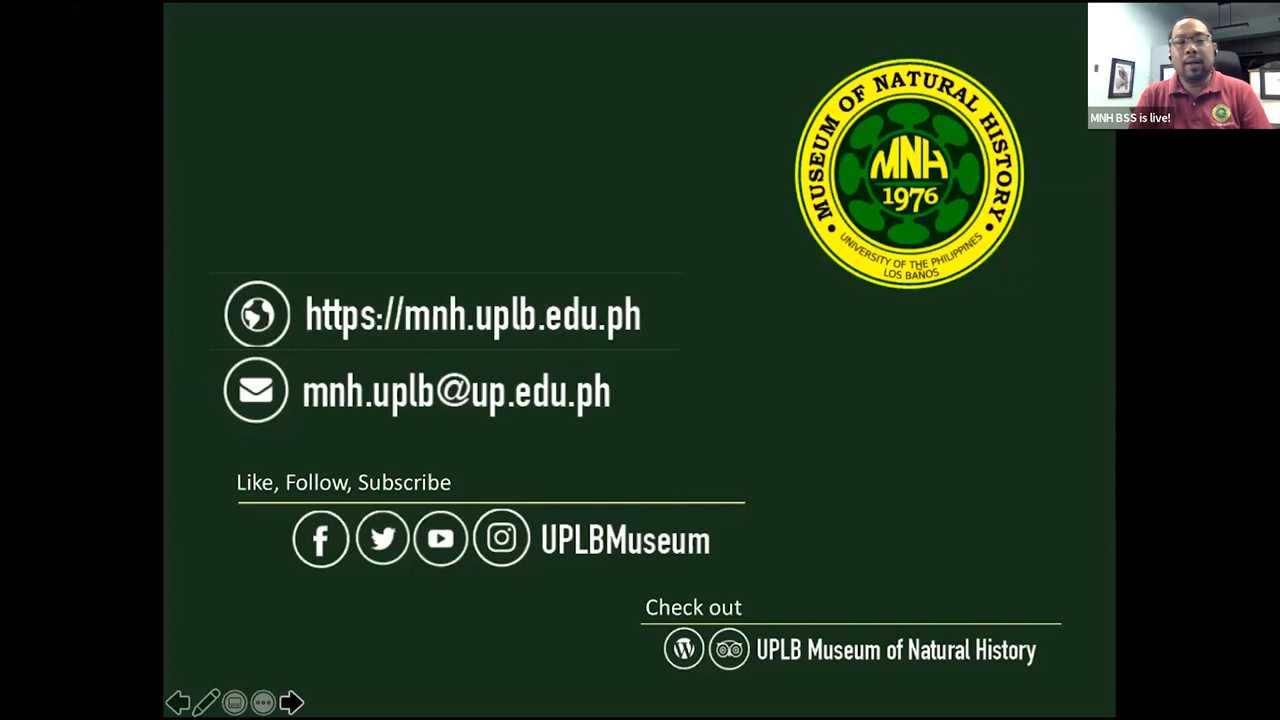 MUSEUM OF NATURAL HISTORY
MNH
1976
UNIVERSITY OF THE PHILIPPINES
LOS BAÑOS
MNH BSS is live!
https://mnh.uplb.edu.ph
mnh.uplb@up.edu.ph
Like, Follow, Subscribe
UPLBMuseum
Check out
UPLB Museum of Natural History